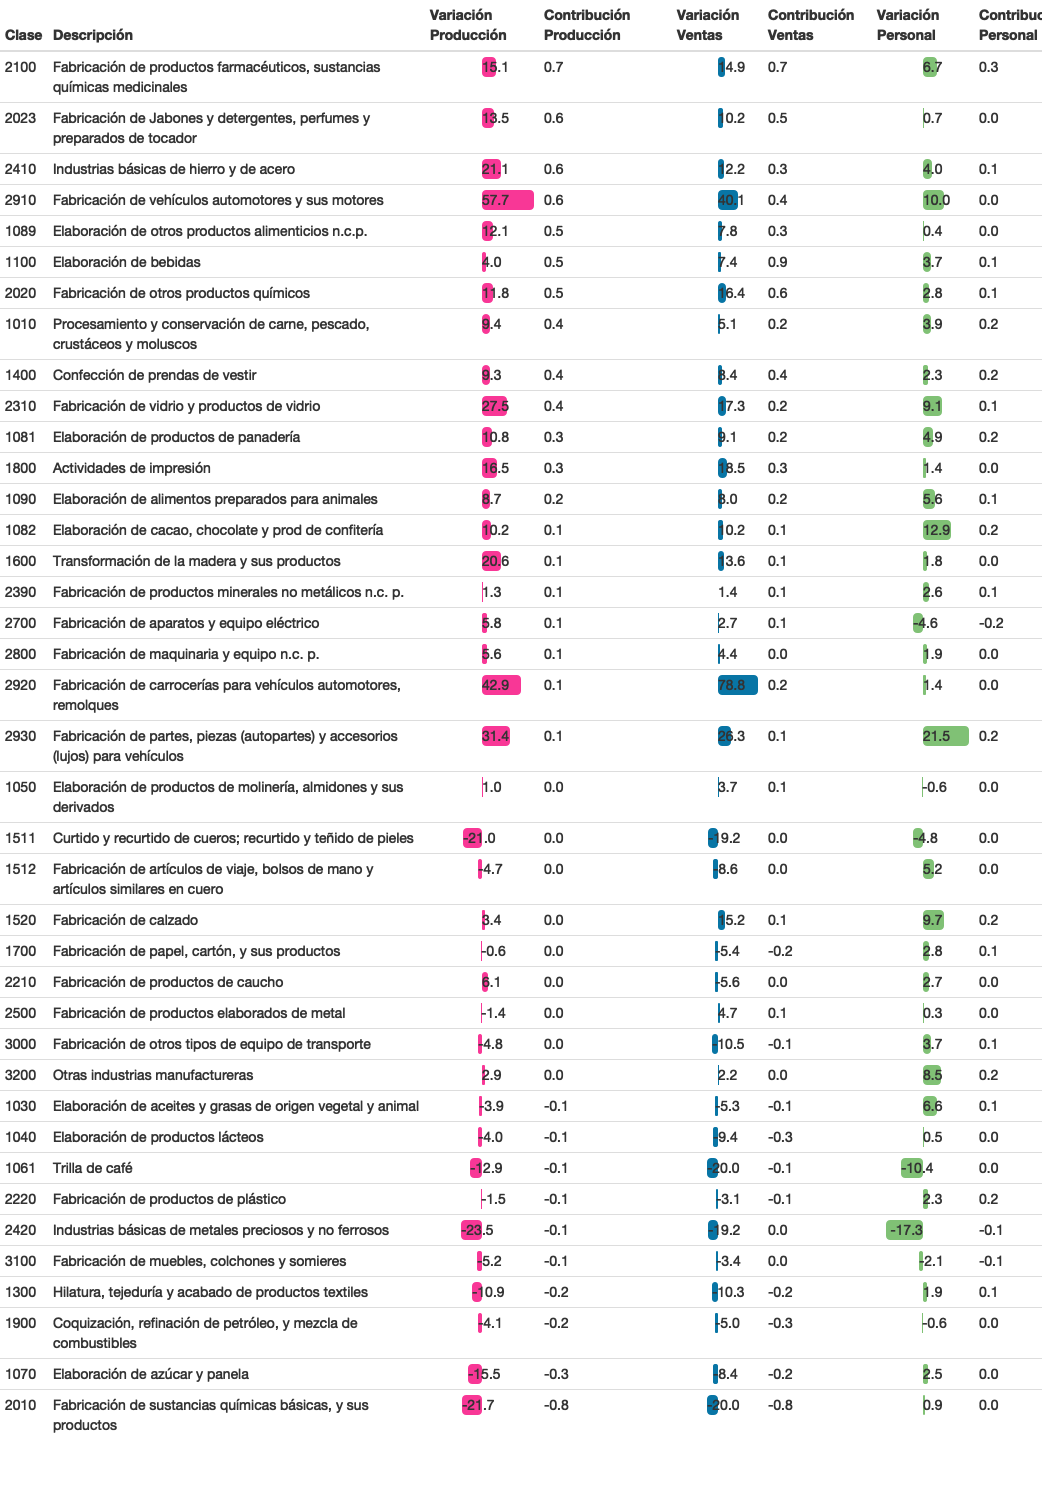 Variación Contribución Variación Contribución Variación Contribuc
Clase Descripción Producción Producción Ventas Ventas Personal Personal
2100 Fabricación de productos farmacéuticos, sustancias 15.1 0.7 14.9 0.7 6.7 0.3
químicas medicinales
2023 Fabricación de Jabones y detergentes, perfumes y 13.5 0.6 10.2 0.5 0.7 0.0
preparados de tocador
2410 Industrias básicas de hierro y de acero 21.1 0.6 12.2 0.3 4.0 0.1
2910 Fabricación de vehículos automotores y sus motores 57.7 0.6 40.1 0.4 10.0 0.0
1089 Elaboración de otros productos alimenticios n.c.p. 12.1 0.5 7.8 0.3 0.4 0.0
1100 Elaboración de bebidas 4.0 0.5 7.4 0.9 3.7 0.1
2020 Fabricación de otros productos químicos 11.8 0.5 16.4 0.6 2.8 0.1
1010 Procesamiento y conservación de carne, pescado, 9.4 0.4 5.1 0.2 3.9 0.2
crustáceos y moluscos
1400 Confección de prendas de vestir 9.3 0.4 8.4 0.4 2.3 0.2
2310 Fabricación de vidrio y productos de vidrio 27.5 0.4 17.3 0.2 9.1 0.1
1081 Elaboración de productos de panadería 10.8 0.3 9.1 0.2 4.9 0.2
1800 Actividades de impresión 16.5 0.3 18.5 0.3 1.4 0.0
1090 Elaboración de alimentos preparados para animales 8.7 0.2 8.0 0.2 5.6 0.1
1082 Elaboración de cacao, chocolate y prod de confitería 10.2 0.1 10.2 0.1 12.9 0.2
1600 Transformación de la madera y sus productos 20.6 0.1 13.6 0.1 1.8 0.0
2390 Fabricación de productos minerales no metálicos n.c. p. 1.3 0.1 1.4 0.1 2.6 0.1
2700 Fabricación de aparatos y equipo eléctrico 5.8 0.1 2.7 0.1 -4.6 -0.2
2800 Fabricación de maquinaria y equipo n.c. p. 5.6 0.1 4.4 0.0 1.9 0.0
2920 Fabricación de carrocerías para vehículos automotores, 42.9 0.1 78.8 0.2 1.4 0.0
remolques
2930 Fabricación de partes, piezas (autopartes) y accesorios 31.4 0.1 26.3 0.1 21.5 0.2
(lujos) para vehículos
1050 Elaboración de productos de molinería, almidones y sus 1.0 0.0 3.7 0.1 -0.6 0.0
derivados
1511 Curtido y recurtido de cueros; recurtido y teñido de pieles -21.0 0.0 -19.2 0.0 -4.8 0.0
1512 Fabricación de artículos de viaje, bolsos de mano y -4.7 0.0 -8.6 0.0 5.2 0.0
artículos similares en cuero
1520 Fabricación de calzado 3.4 0.0 15.2 0.1 9.7 0.2
1700 Fabricación de papel, cartón, y sus productos -0.6 0.0 -5.4 -0.2 2.8 0.1
2210 Fabricación de productos de caucho 6.1 0.0 -5.6 0.0 2.7 0.0
2500 Fabricación de productos elaborados de metal -1.4 0.0 4.7 0.1 0.3 0.0
3000 Fabricación de otros tipos de equipo de transporte -4.8 0.0 -10.5 -0.1 3.7 0.1
3200 Otras industrias manufactureras 2.9 0.0 2.2 0.0 8.5 0.2
1030 Elaboración de aceites y grasas de origen vegetal y animal -3.9 -0.1 -5.3 -0.1 6.6 0.1
1040 Elaboración de productos lácteos -4.0 -0.1 -9.4 -0.3 0.5 0.0
1061 Trilla de café -12.9 -0.1 -20.0 -0.1 -10.4 0.0
2220 Fabricación de productos de plástico -1.5 -0.1 -3.1 -0.1 2.3 0.2
2420 Industrias básicas de metales preciosos y no ferrosos -23.5 -0.1 -19.2 0.0 -17.3 -0.1
3100 Fabricación de muebles, colchones y somieres -5.2 -0.1 -3.4 0.0 -2.1 -0.1
1300 Hilatura, tejeduría y acabado de productos textiles -10.9 -0.2 -10.3 -0.2 1.9 0.1
1900 Coquización, refinación de petróleo, y mezcla de -4.1 -0.2 -5.0 -0.3 -0.6 0.0
combustibles
1070 Elaboración de azúcar y panela -15.5 -0.3 -8.4 -0.2 2.5 0.0
2010 Fabricación de sustancias químicas básicas, y sus -21.7 -0.8 -20.0 -0.8 0.9 0.0
productos